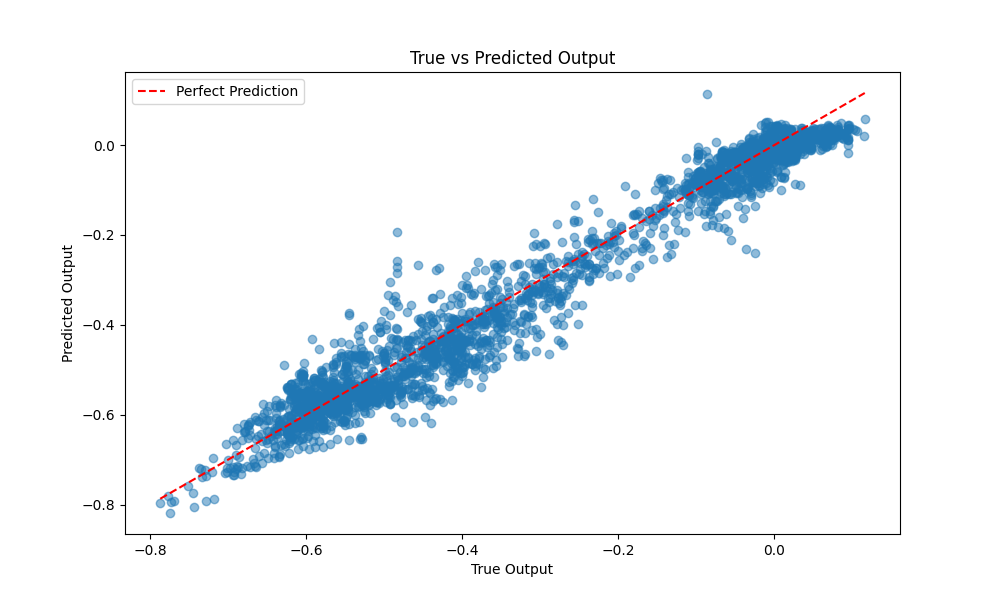 True vs Predicted Output
Perfect Prediction
Predicted Output
0.0
−0.2
−0.4
−0.6
−0.8
−0.8 −0.6 −0.4 −0.2 0.0
True Output